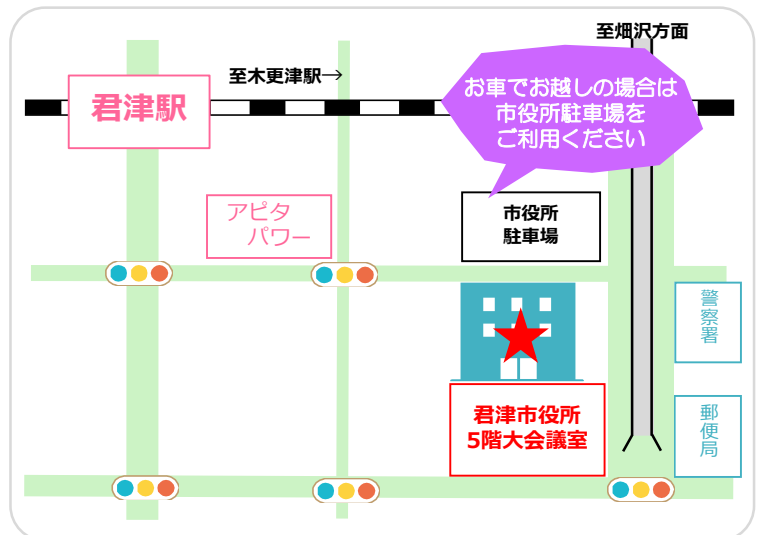 至畑沢方面
至木更津駅→
君津駅
お車でお越しの場合は
市役所駐車場を
ご利用ください
アピタ
パワー
市役所
駐車場
警察署
君津市役所
5階大会議室
郵便局